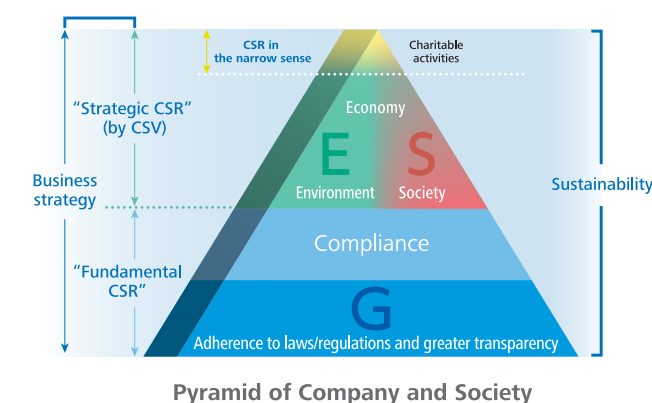 CSR in
the narrow sense
Charitable
activities
"Strategic CSR"
(by CSV)
Economy
E
S
Environment
Society
Business
strategy
Sustainability
Compliance
"Fundamental
CSR"
G
Adherence to laws/regulations and greater transparency
Pyramid of Company and Society